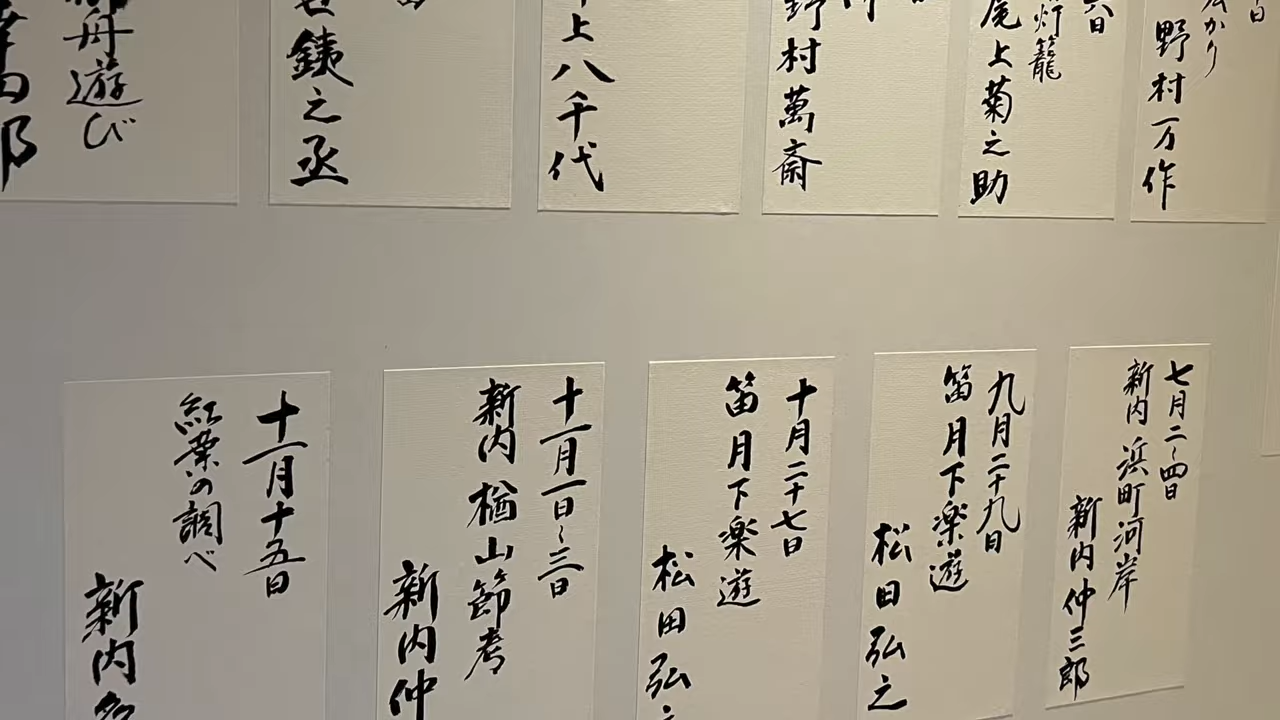 野村万作
灯籠
尾上菊之助
野村萬斎
上八千代
銕之丞
舟遊び
七月二~四日
新内 浜町河岸
新内仲三郎
九月二十九日
笛 月下楽遊
松田弘之
十月二十七日
笛 月下楽遊
松田弘
十一月一日~三日
新内 楢山節考
新内仲
十一月十五日
紅葉の調べ
新内